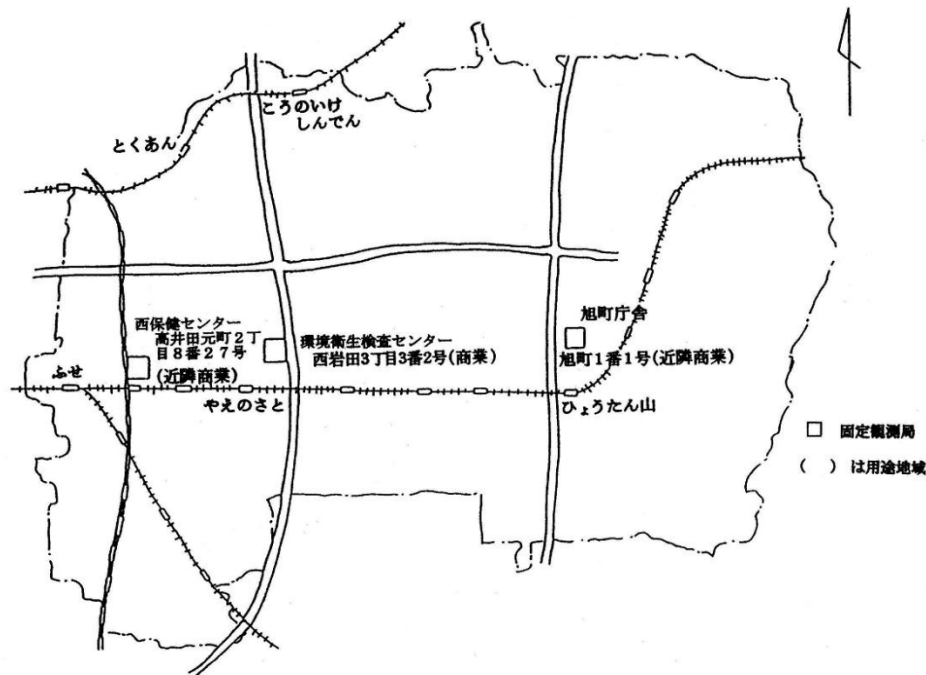 こうのいけ
しんでん
とくあん
旭町庁舎
西保健センター
高井田元町2丁
目8番27号
(近隣商業)
環境衛生検査センター
西岩田3丁目3番2号(商業)
旭町1番1号(近隣商業)
ふせ
やえのさと
ひょうたん山
□ 固定観測局
( )は用途地域